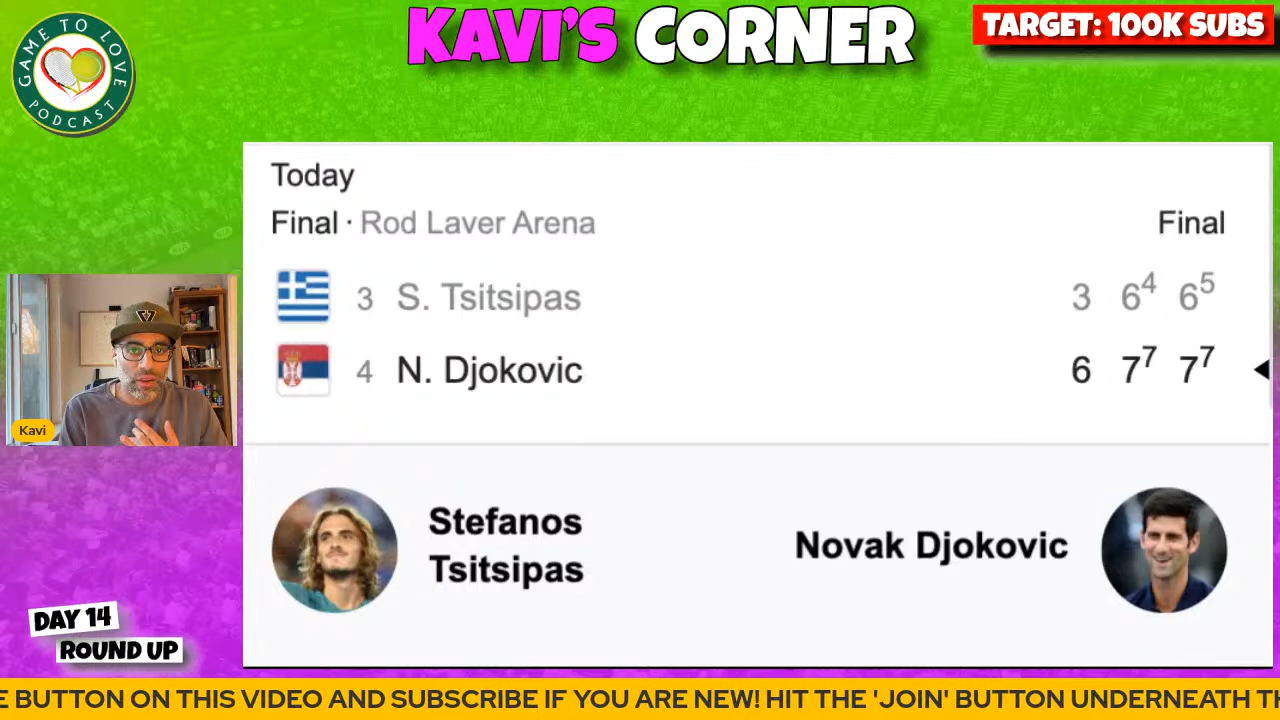 GAME TO LOVE
PODCAST
KAVI'S CORNER
TARGET: 100K SUBS
Today
Final · Rod Laver Arena Final
3 S. Tsitsipas 3 6⁴ 6⁵
4 N. Djokovic 6 7⁷ 7⁷
Kavi
Stefanos
Tsitsipas
Novak Djokovic
DAY 14
ROUND UP
E BUTTON ON THIS VIDEO AND SUBSCRIBE IF YOU ARE NEW! HIT THE 'JOIN' BUTTON UNDERNEATH TH